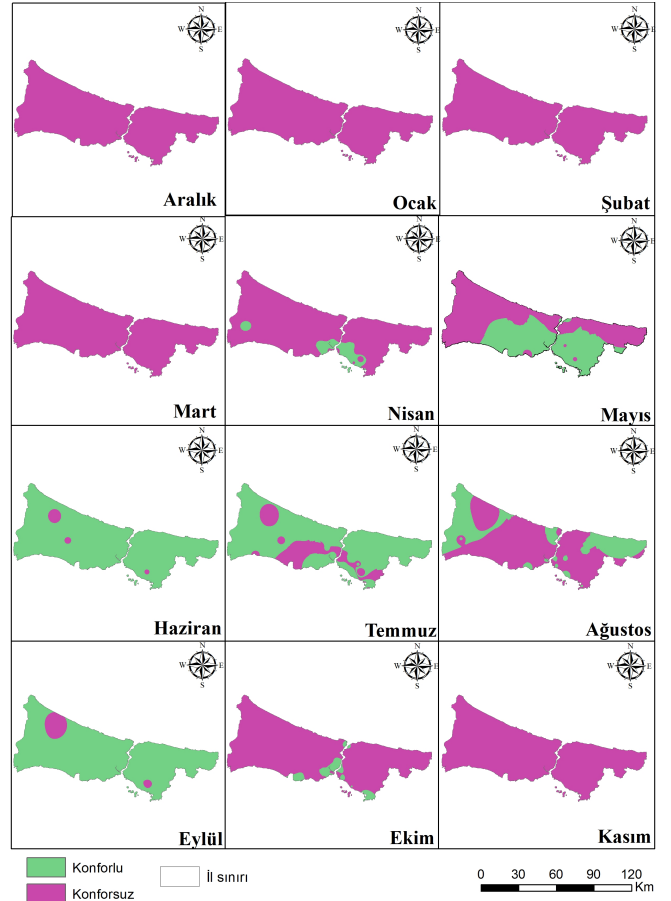 N
W E
S
Aralık
N
W E
S
Ocak
N
W E
S
Şubat
N
W E
S
Mart
N
W E
S
Nisan
N
W E
S
Mayıs
N
W E
S
Haziran
N
W E
S
Temmuz
N
W E
S
Ağustos
N
W E
S
Eylül
N
W E
S
Ekim
N
W E
S
Kasım
Konforlu
Konforsuz
İl sınırı
0 30 60 90 120
Km